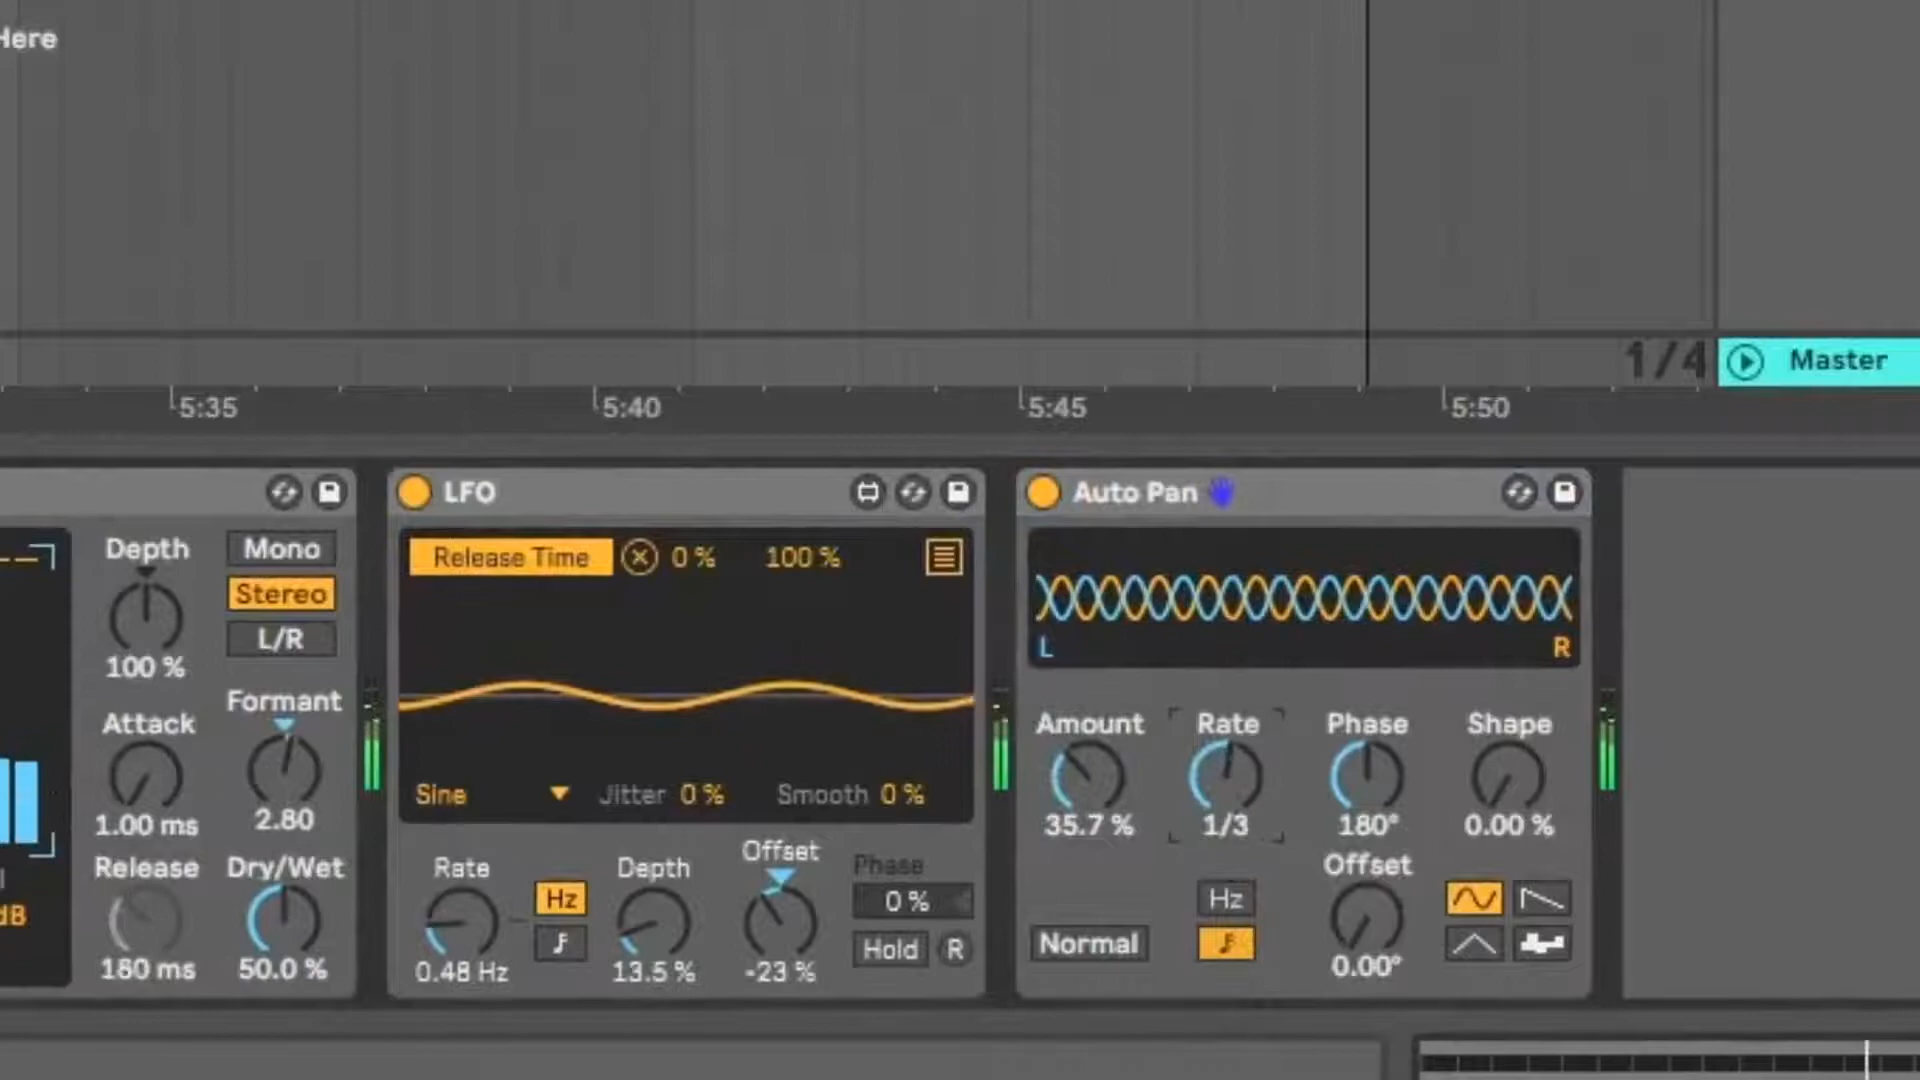 Here
1/4
Master
5:35
5:40
5:45
5:50
Depth
100 %
Mono
Stereo
L/R
Attack
1.00 ms
Formant
2.80
Release
180 ms
Dry/Wet
50.0 %
dB
LFO
Release Time
0 %
100 %
Sine
Jitter 0 %
Smooth 0 %
Rate
0.48 Hz
Hz
Depth
13.5 %
Offset
-23 %
Phase
0 %
Hold
R
Auto Pan
L
R
Amount
35.7 %
Rate
1/3
Phase
180°
Shape
0.00 %
Normal
Hz
Offset
0.00°